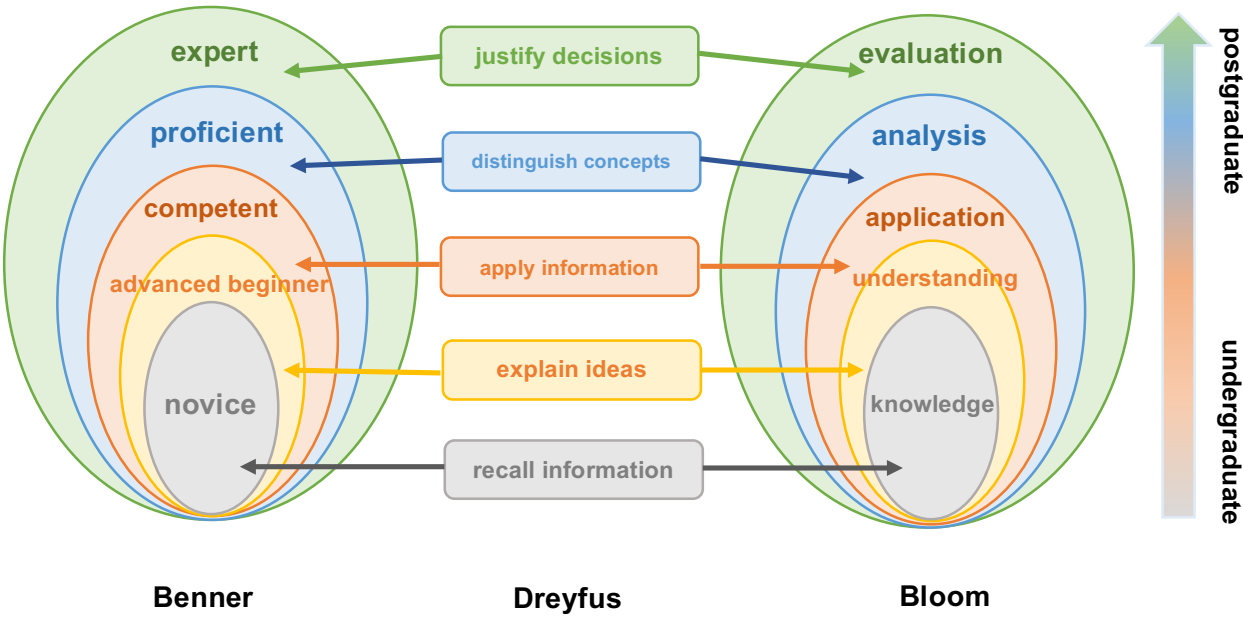 expert
proficient
competent
advanced beginner
novice
justify decisions
distinguish concepts
apply information
explain ideas
recall information
evaluation
analysis
application
understanding
knowledge
postgraduate
undergraduate
Benner
Dreyfus
Bloom